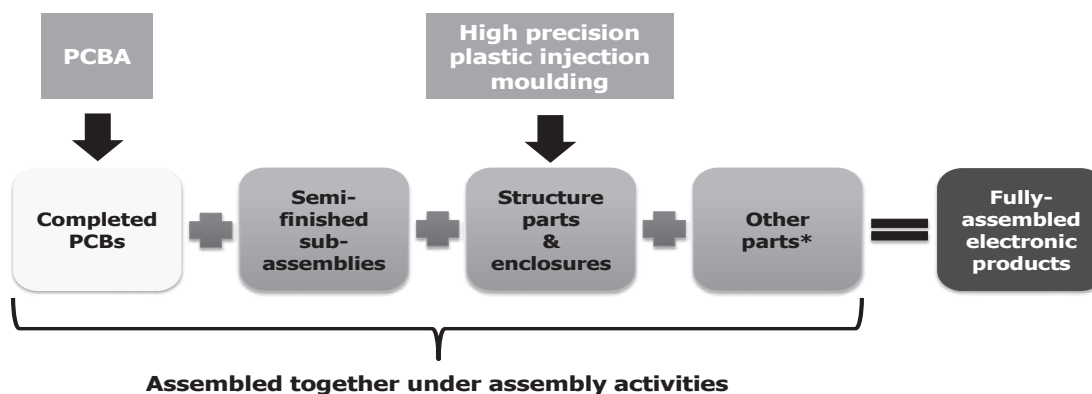 PCBA
High precision
plastic injection
moulding
Completed
PCBs
Semi-
finished
sub-
assemblies
Structure
parts
&
enclosures
Other
parts*
Fully-
assembled
electronic
products
Assembled together under assembly activities